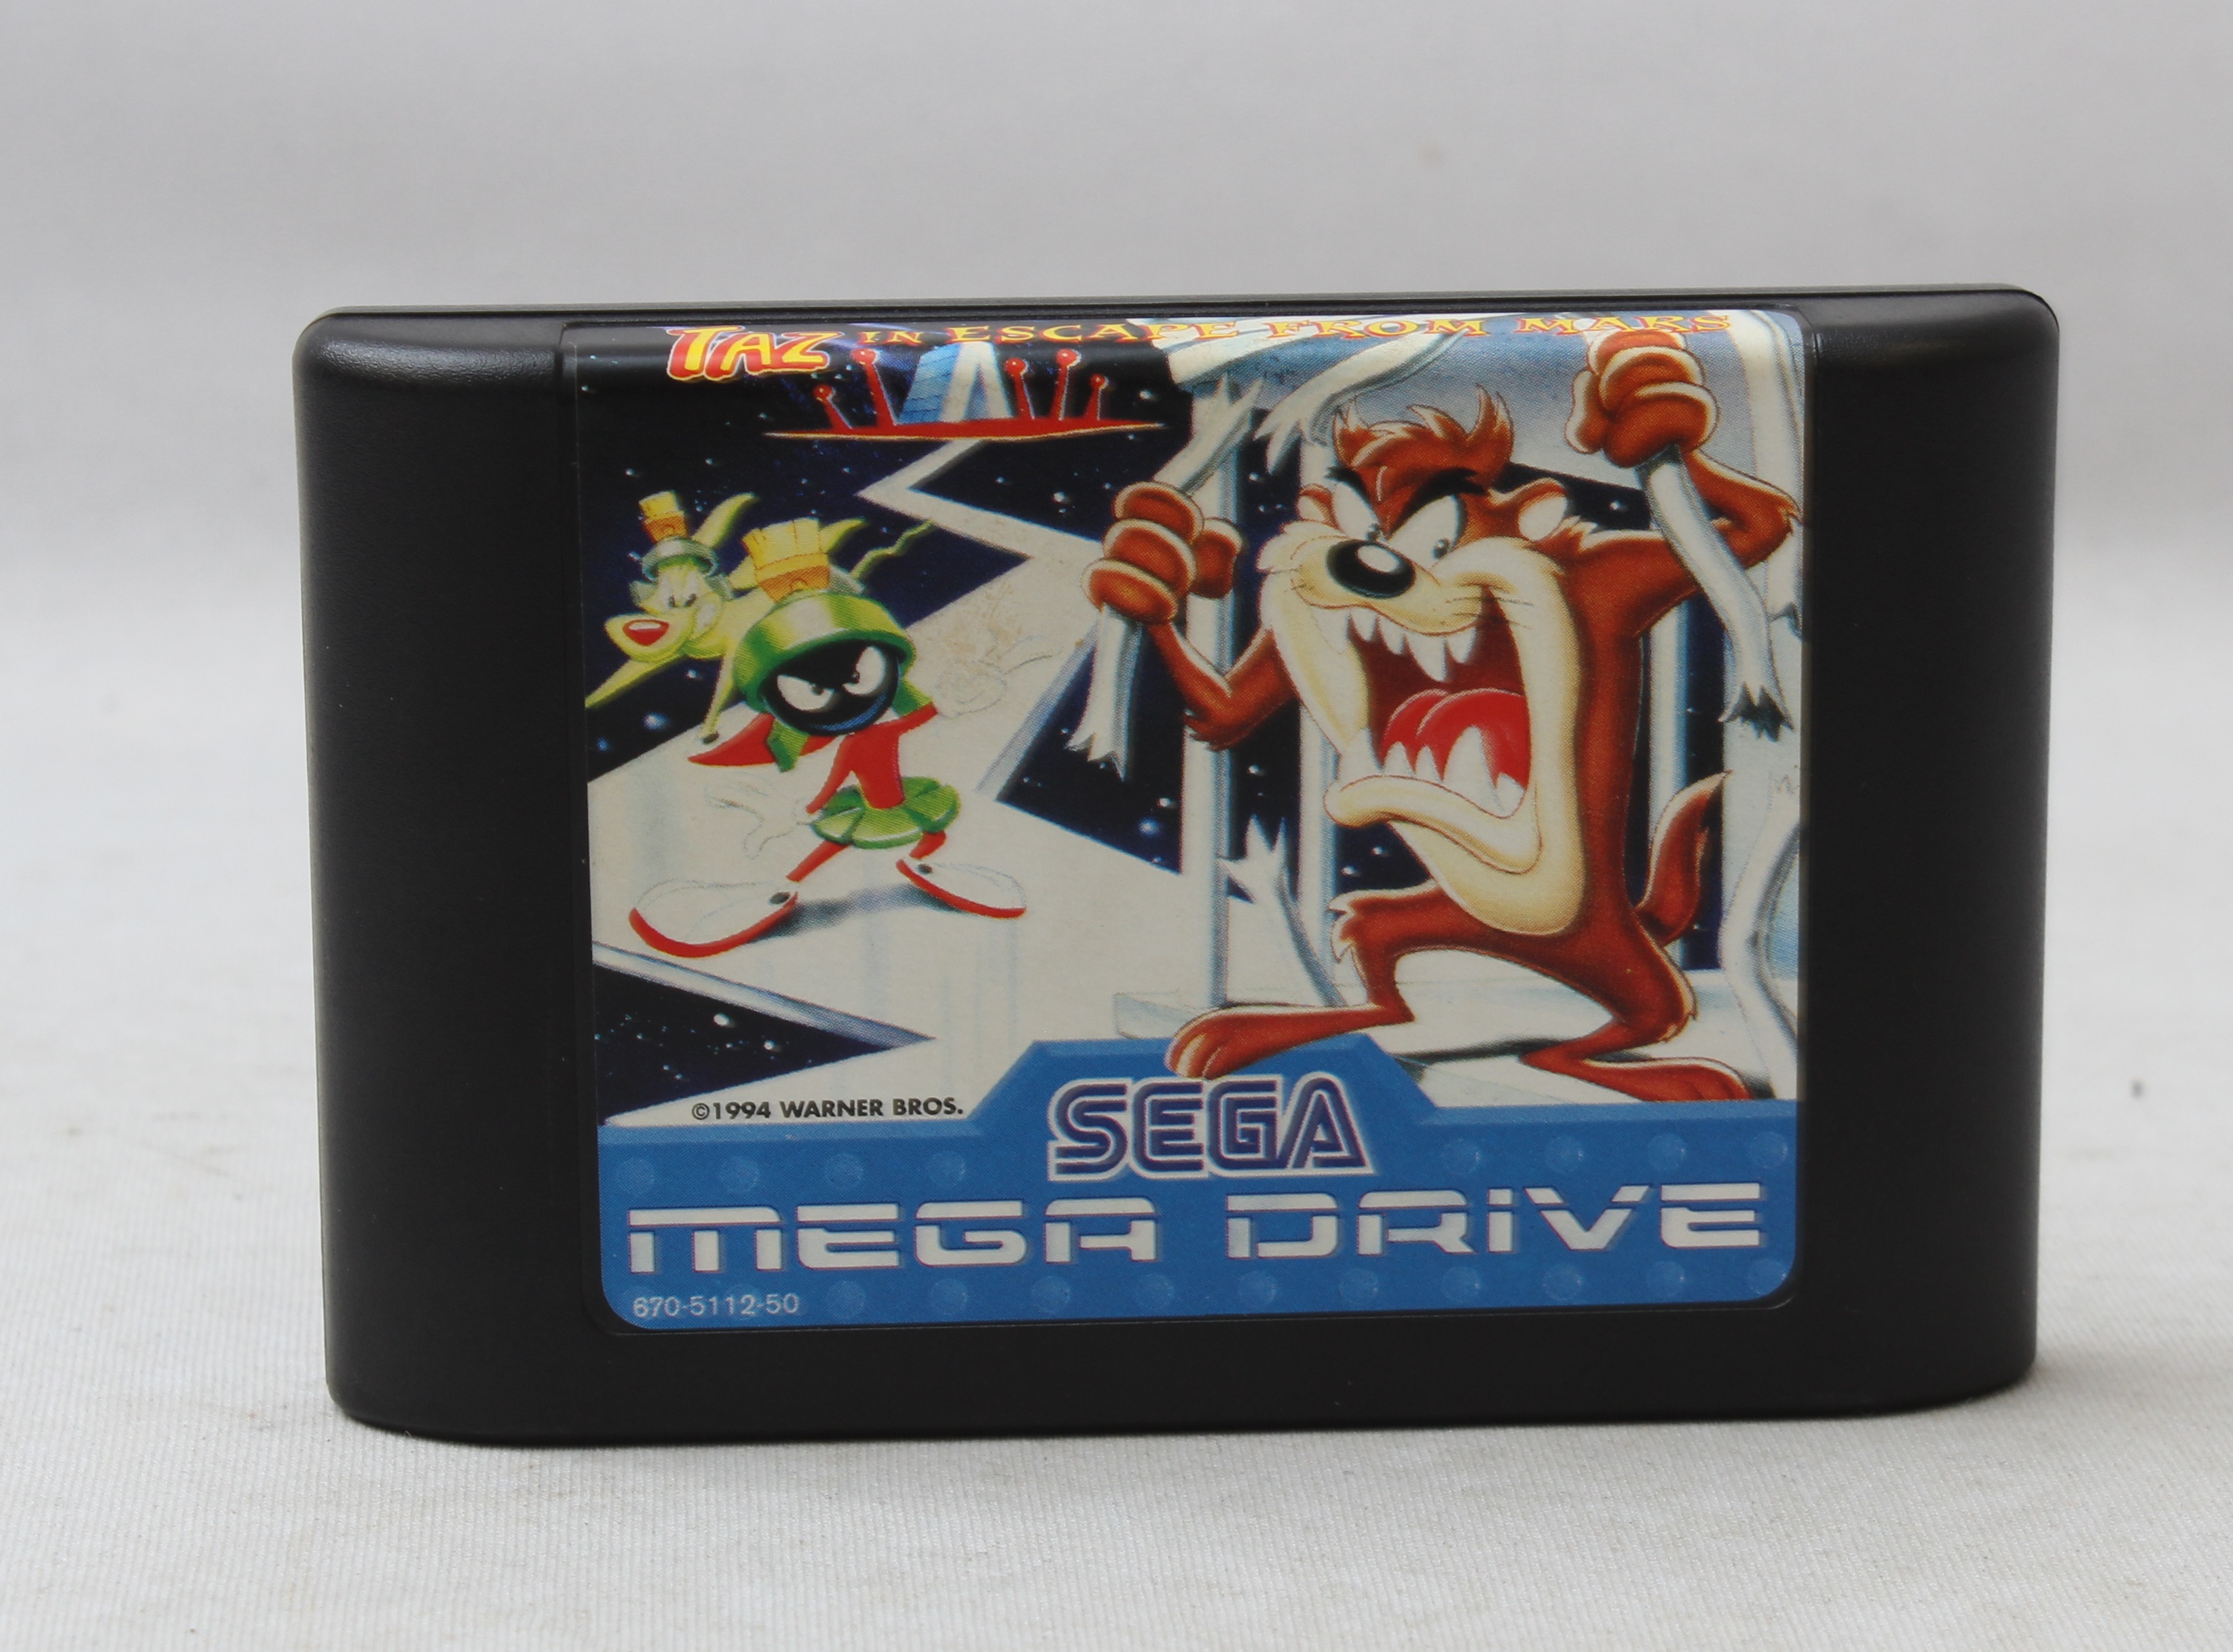 TAZ IN ESCAPE FROM MARS
©1994 WARNER BROS.
SEGA
MEGA DRIVE
670-5112-50